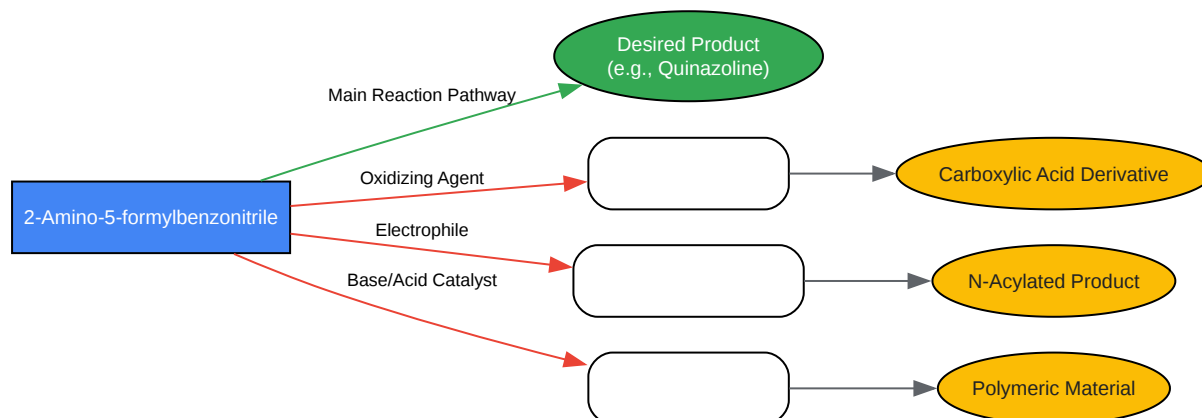 Desired Product
(e.g., Quinazoline)
Main Reaction Pathway
Oxidizing Agent
Carboxylic Acid Derivative
2-Amino-5-formylbenzonitrile
Electrophile
N-Acylated Product
Base/Acid Catalyst
Polymeric Material